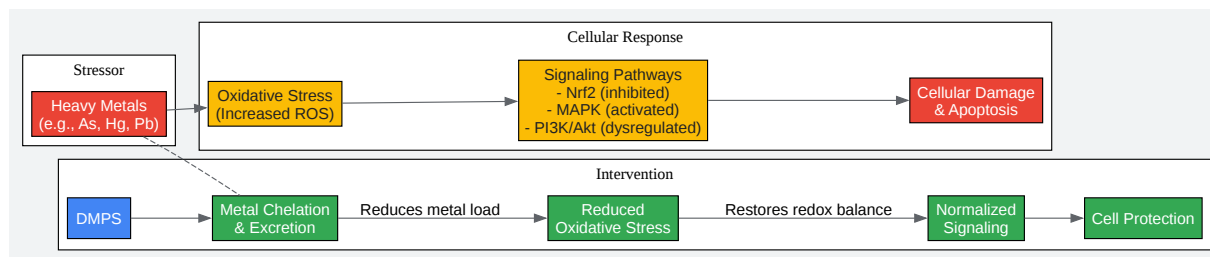 Cellular Response
Stressor
Heavy Metals
(e.g., As, Hg, Pb)
Oxidative Stress
(Increased ROS)
Signaling Pathways
- Nrf2 (inhibited)
- MAPK (activated)
- PI3K/Akt (dysregulated)
Cellular Damage
& Apoptosis
Intervention
DMPS
Metal Chelation
& Excretion
Reduces metal load
Reduced
Oxidative Stress
Restores redox balance
Normalized
Signaling
Cell Protection